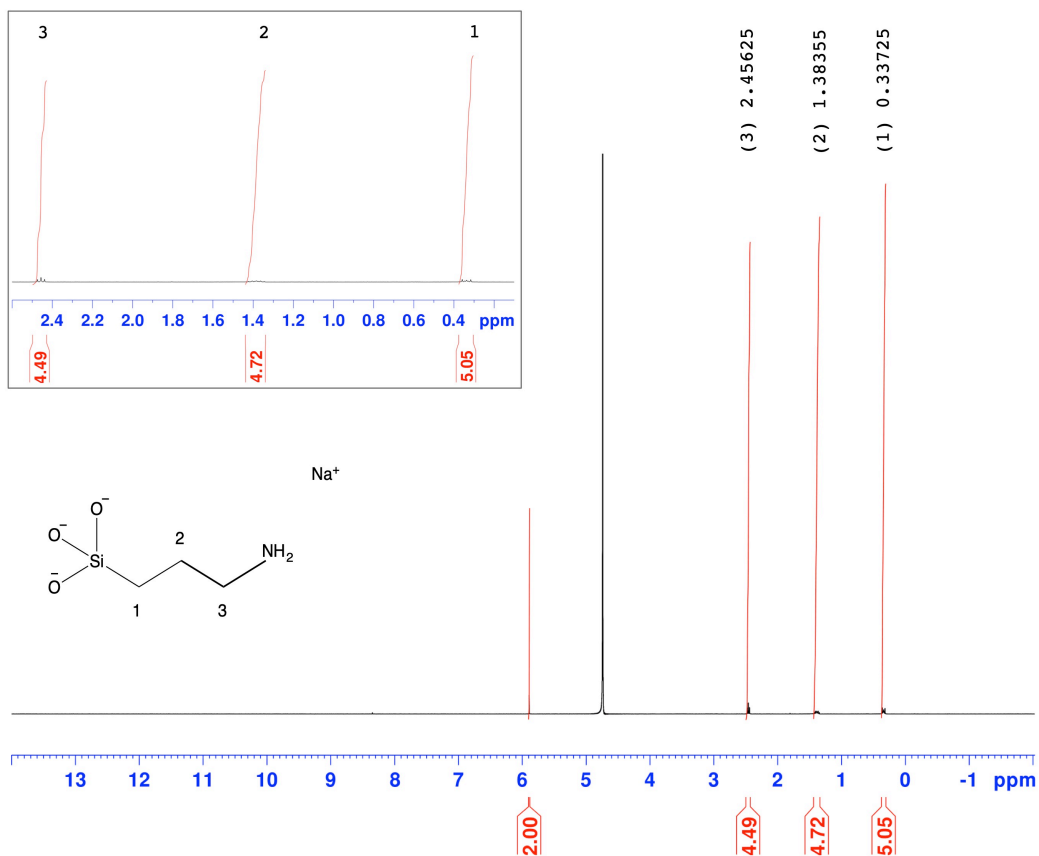 3 2 1
2.4 2.2 2.0 1.8 1.6 1.4 1.2 1.0 0.8 0.6 0.4 ppm
4.49 4.72 5.05
(3) 2.45625
(2) 1.38355
(1) 0.33725
Na+
O−
O−
O−
Si
NH2
2
1
3
13 12 11 10 9 8 7 6 5 4 3 2 1 0 -1 ppm
2.00 4.49 4.72 5.05